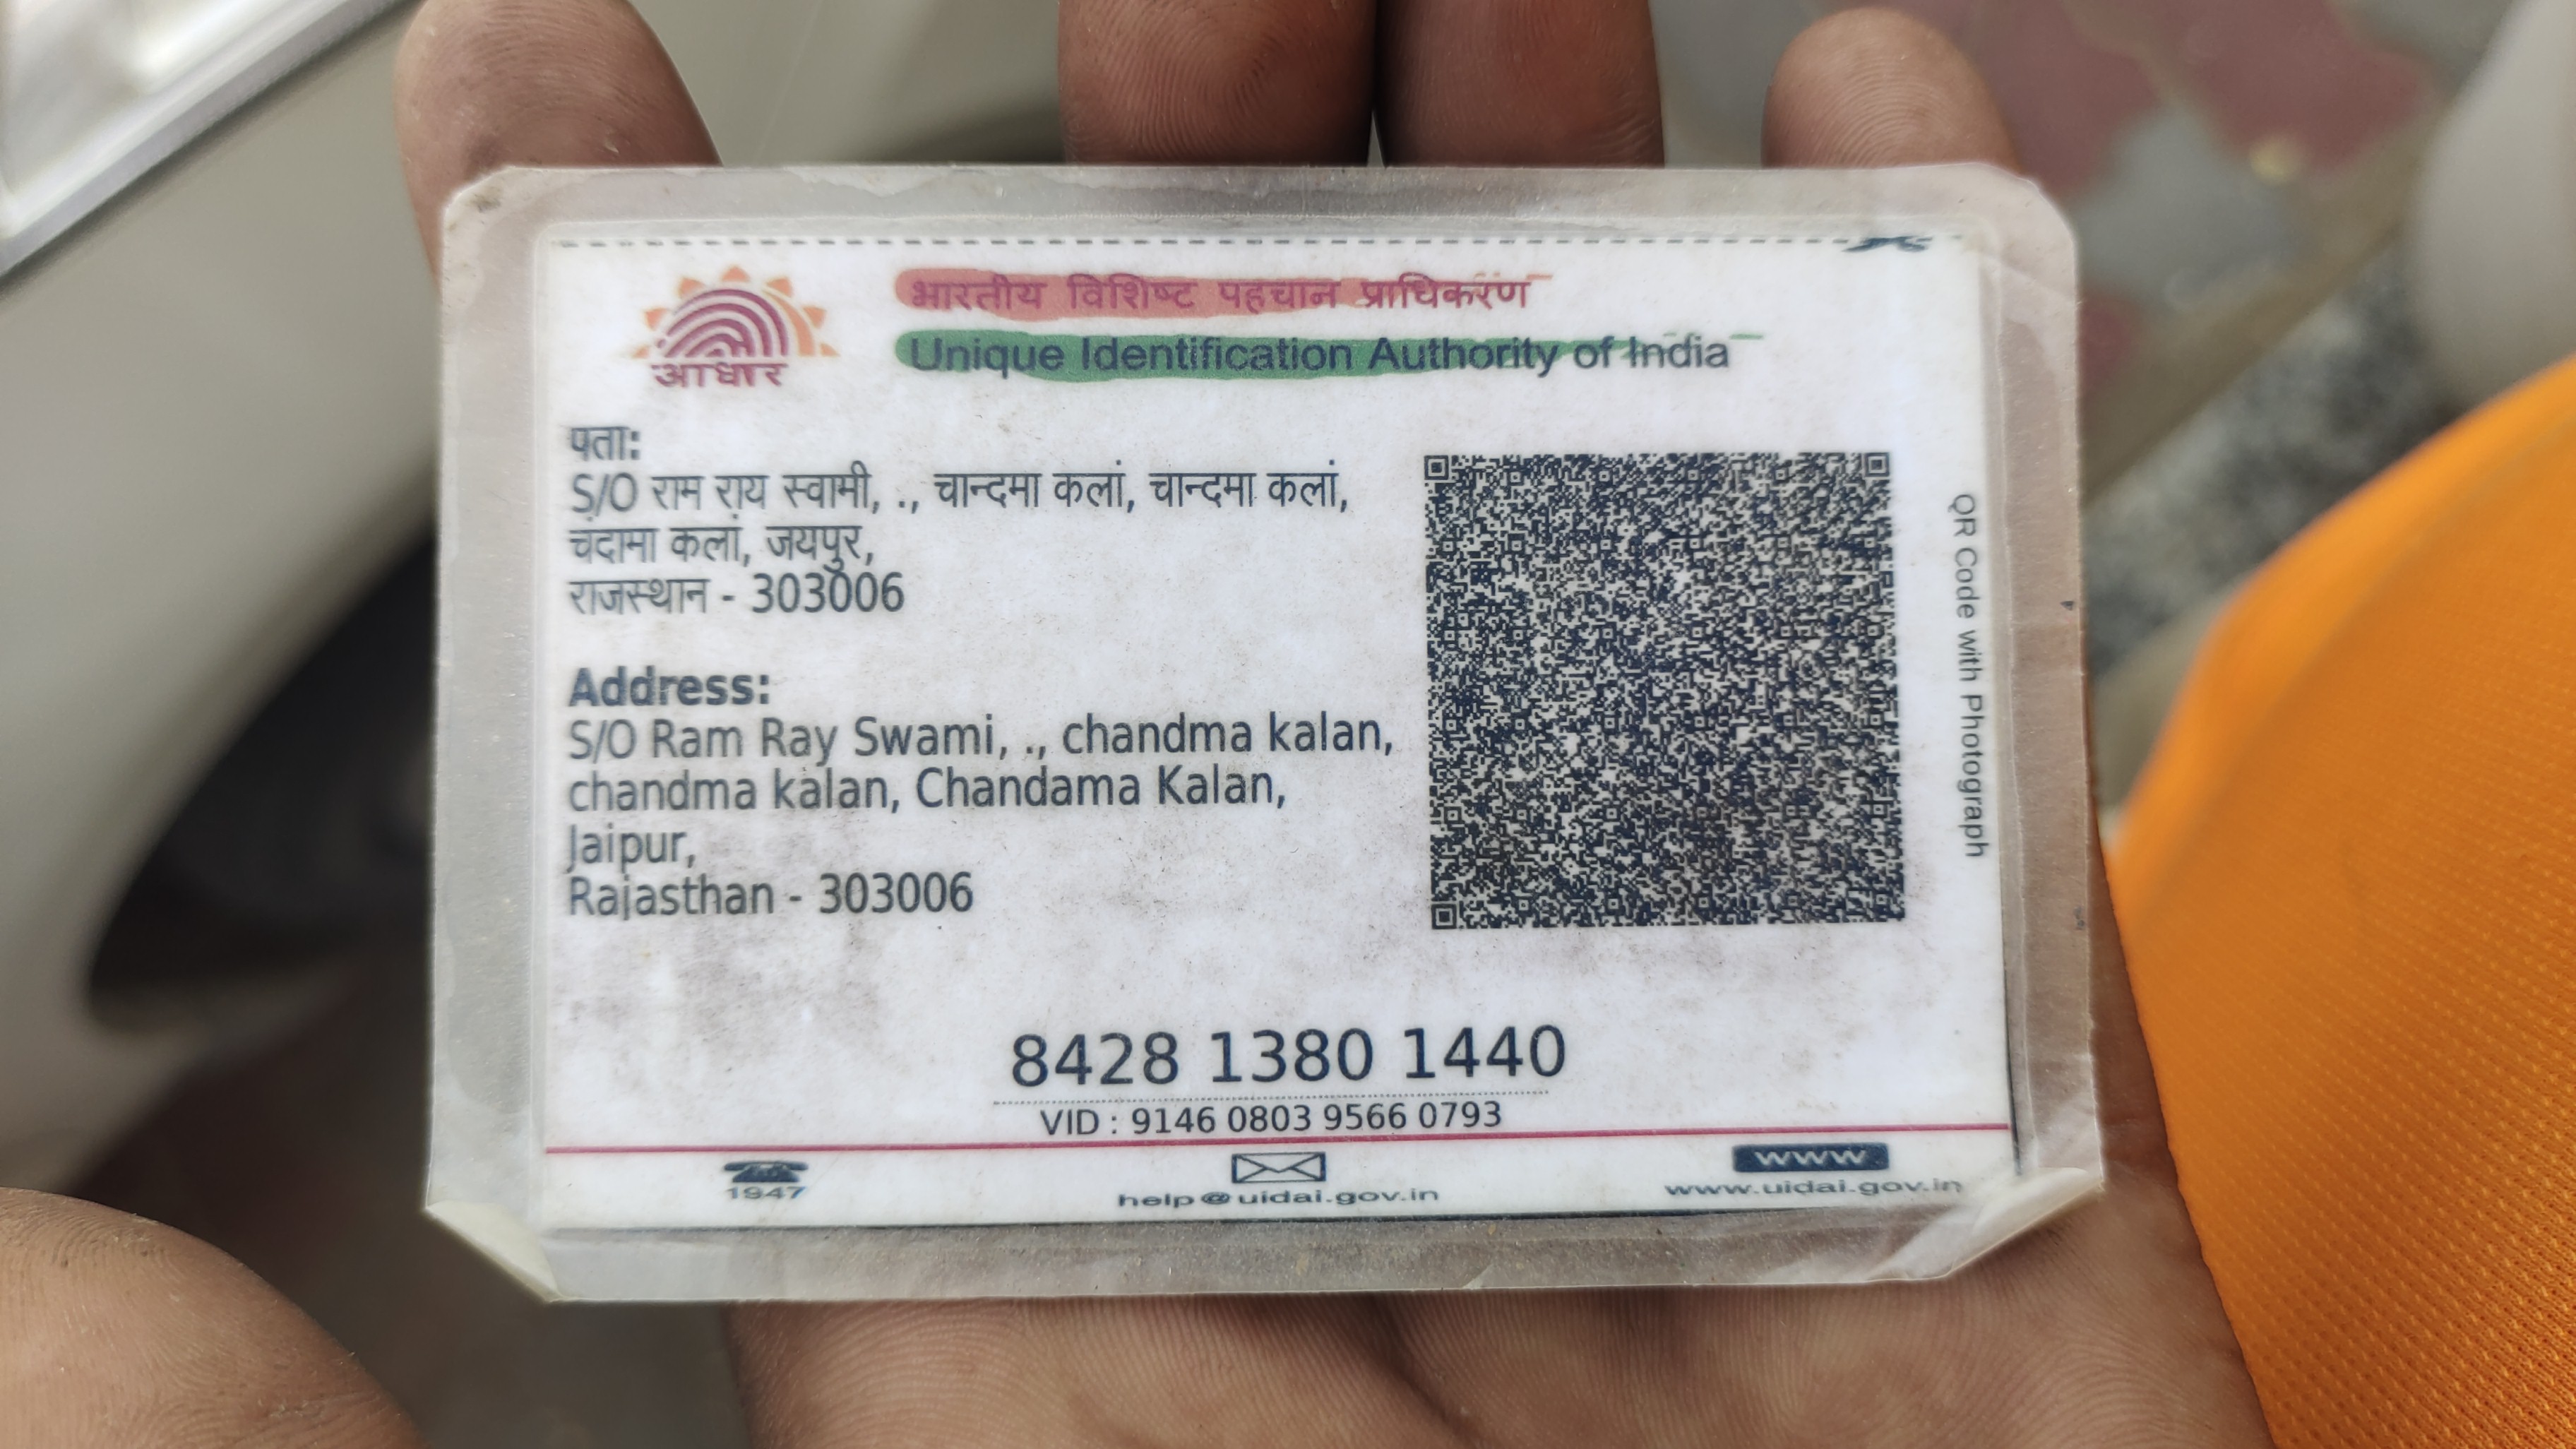 भारतीय विशिष्ट पहचान प्राधिकरण
Unique Identification Authority of India
आधार
पता:
S/O राम राय स्वामी, ., चान्दमा कलां, चान्दमा कलां,
चदमा कलां, जयपुर,
राजस्थान - 303006
Address:
S/O Ram Ray Swami, ., chandma kalan,
chandma kalan, Chandama Kalan,
Jaipur,
Rajasthan - 303006
QR Code with Photograph
8428 1380 1440
VID : 9146 0803 9566 0793
1947
help@uidai.gov.in
www
www.uidai.gov.in